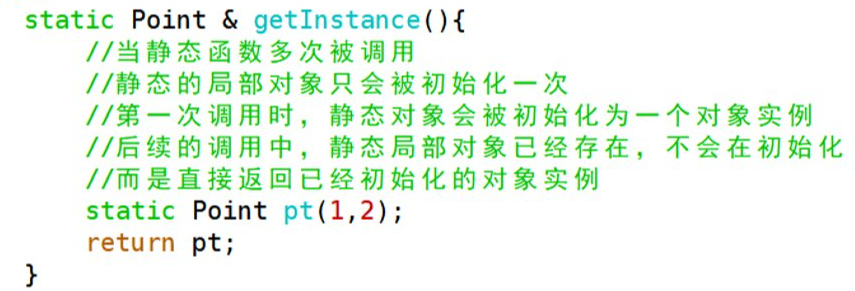 static Point & getInstance(){
//当静态函数多次被调用
//静态的局部对象只会被初始化一次
//第一次调用时，静态对象会被初始化为一个对象实例
//后续的调用中，静态局部对象已经存在，不会在初始化
//而是直接返回已经初始化的对象实例
static Point pt(1,2);
return pt;
}